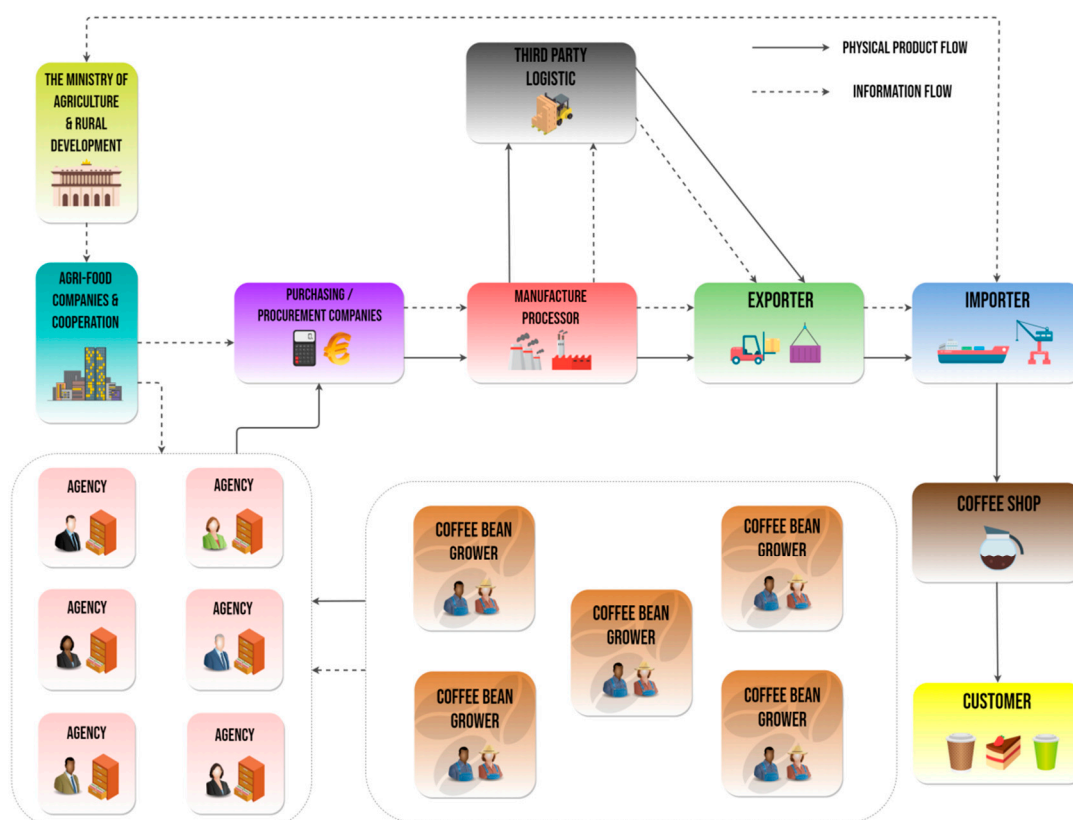 THE MINISTRY OF
AGRICULTURE
& RURAL
DEVELOPMENT
THIRD PARTY
LOGISTIC
PHYSICAL PRODUCT FLOW
INFORMATION FLOW
AGRI-FOOD
COMPANIES &
COOPERATION
PURCHASING /
PROCUREMENT COMPANIES
MANUFACTURE
PROCESSOR
EXPORTER
IMPORTER
AGENCY
AGENCY
AGENCY
AGENCY
AGENCY
AGENCY
COFFEE BEAN
GROWER
COFFEE BEAN
GROWER
COFFEE BEAN
GROWER
COFFEE BEAN
GROWER
COFFEE BEAN
GROWER
COFFEE SHOP
CUSTOMER